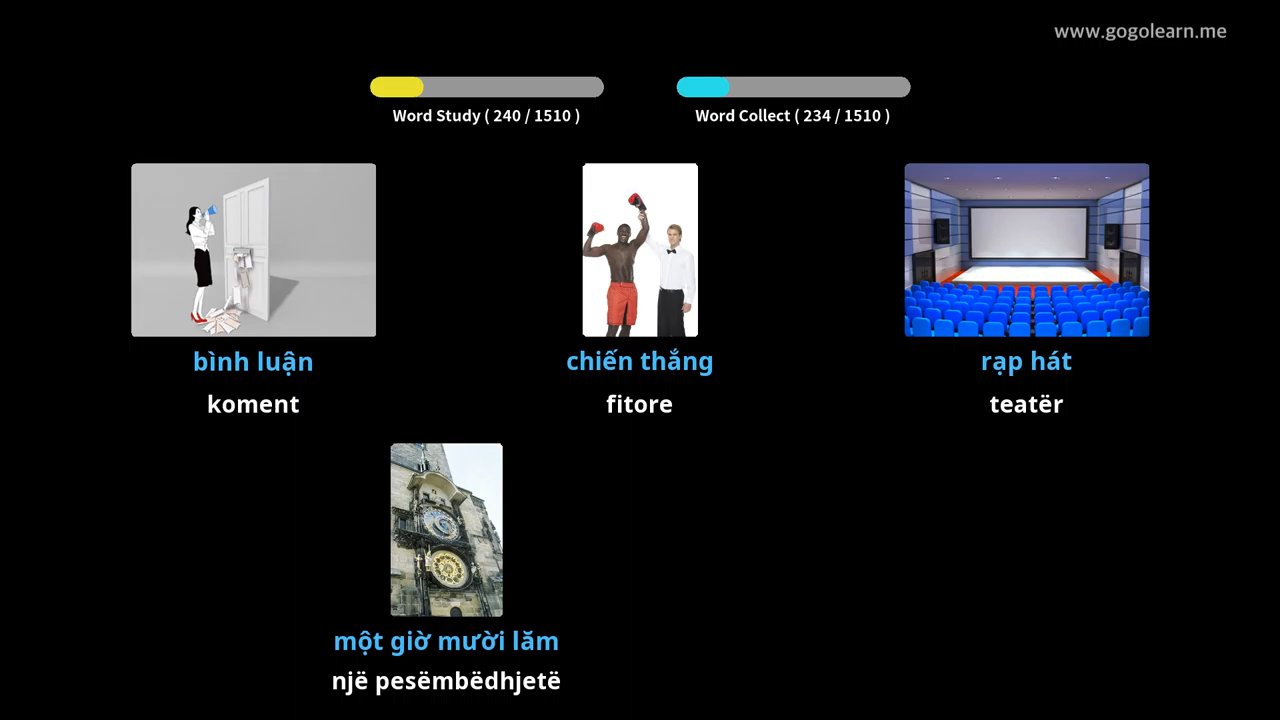 www.gogolearn.me
Word Study ( 240 / 1510 )
Word Collect ( 234 / 1510 )
bình luận
chiến thắng
rạp hát
koment
fitore
teatër
một giờ mười lăm
një pesëmbëdhjetë